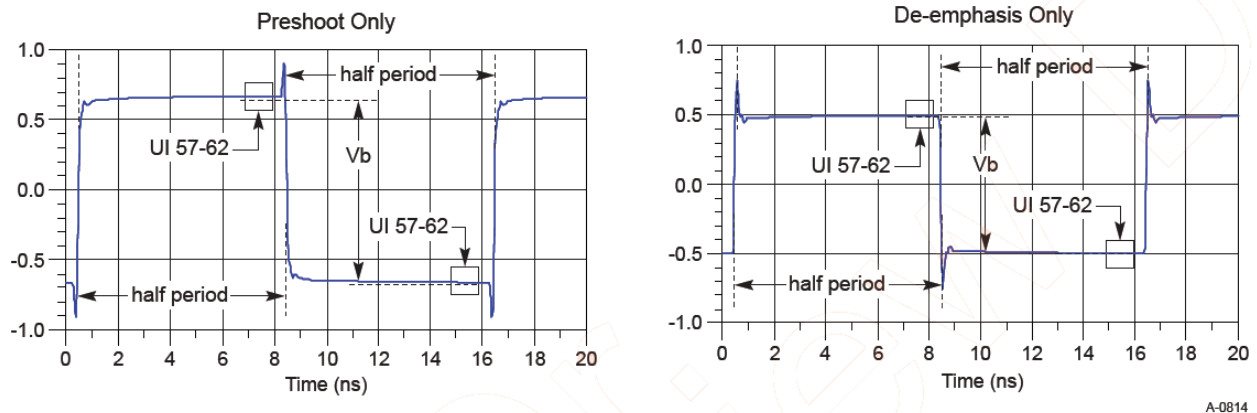 Preshoot Only
1.0
0.5
0.0
-0.5
-1.0
half period
UI 57-62
Vb
UI 57-62
half period
0 2 4 6 8 10 12 14 16 18 20
Time (ns)
De-emphasis Only
1.0
0.5
0.0
-0.5
-1.0
half period
UI 57-62
Vb
UI 57-62
half period
0 2 4 6 8 10 12 14 16 18 20
Time (ns)
A-0814